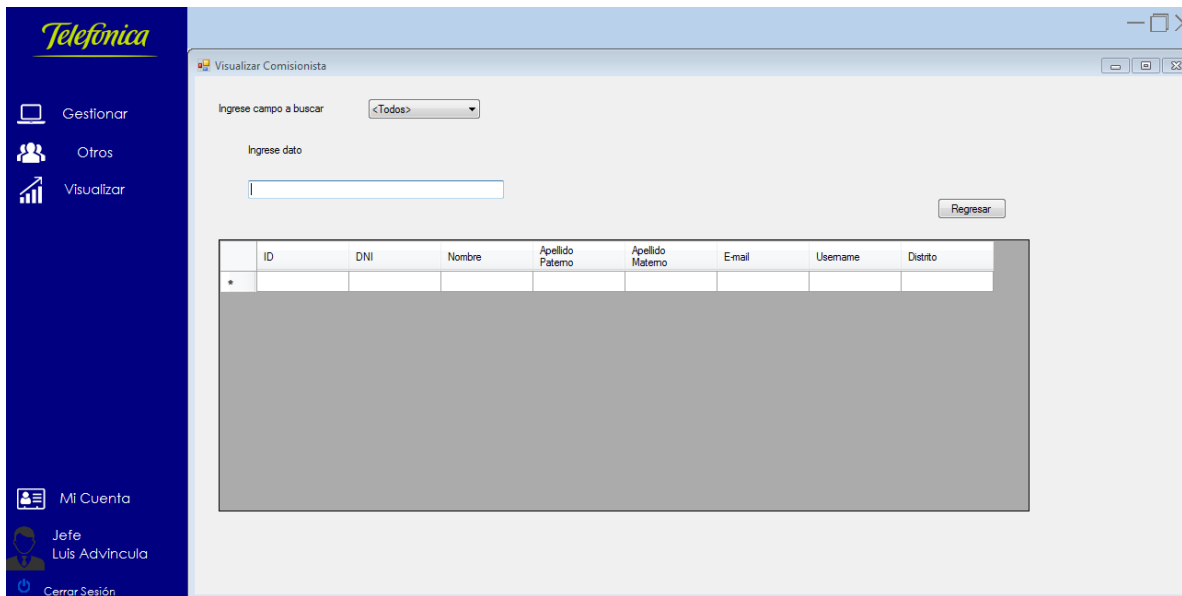 Telefónica
Gestionar
Otros
Visualizar
Mi Cuenta
Jefe
Luis Advincula
Cerrar Sesión
Visualizar Comisionista
Ingrese campo a buscar
<Todos>
Ingrese dato
Regresar
ID DNI Nombre Apellido Paterno Apellido Materno E-mail Username Distrito
*